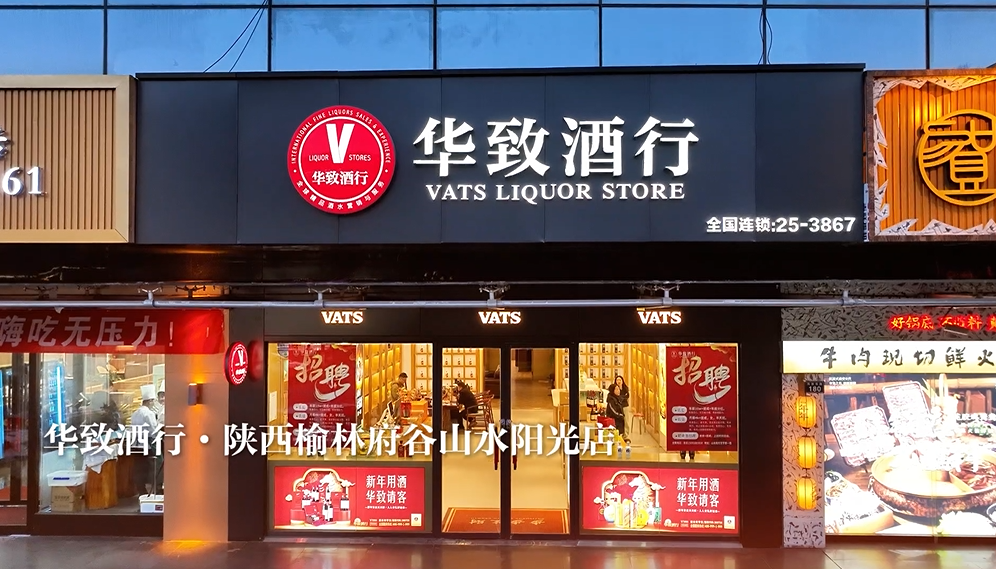 华致酒行
VATS LIQUOR STORE
INTERNATIONAL FINE LIQUORS SALES & EXPERIENCE
V
LIQUOR STORES
华致酒行
全国连锁:25-3867
61
VATS
VATS
VATS
嗨吃无压力!
招聘
招聘
牛肉现切鲜火
180
华致酒行·陕西榆林府谷山水阳光店
新年用酒
华致请客
新年用酒
华致请客